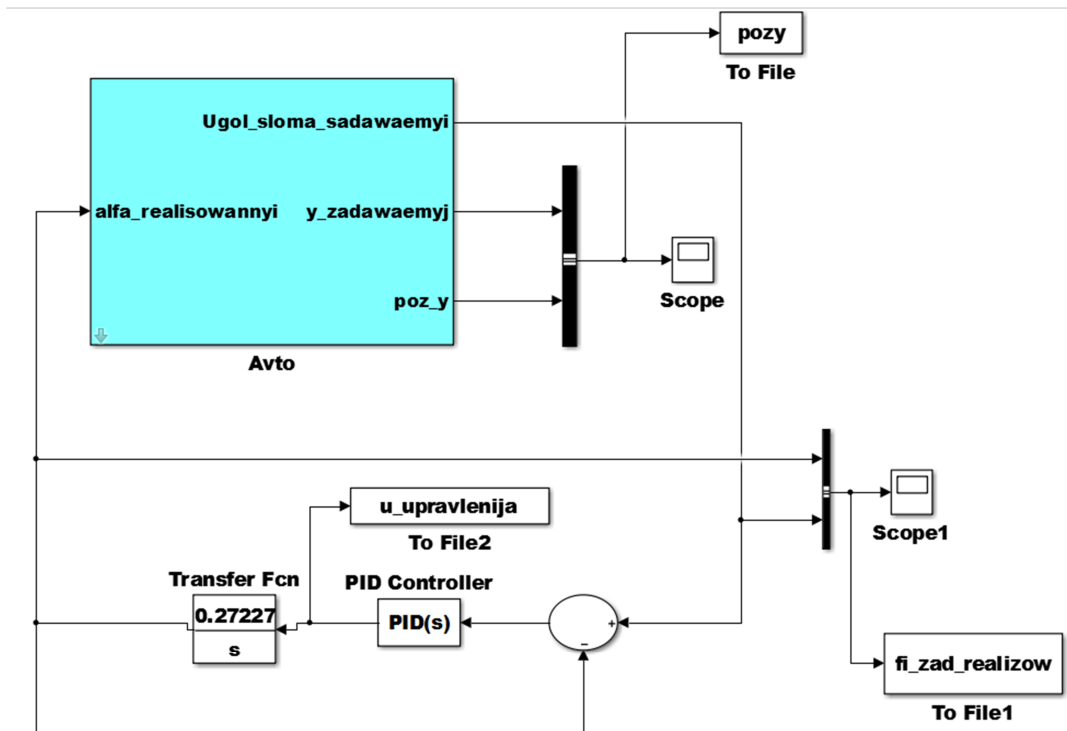 pozy
To File
Ugol_sloma_sadawaemyi
alfa_realisowannyi
y_zadawaemyj
poz_y
Avto
Scope
u_upravlenija
To File2
Scope1
Transfer Fcn
0.27227
s
PID Controller
PID(s)
+
−
fi_zad_realizow
To File1